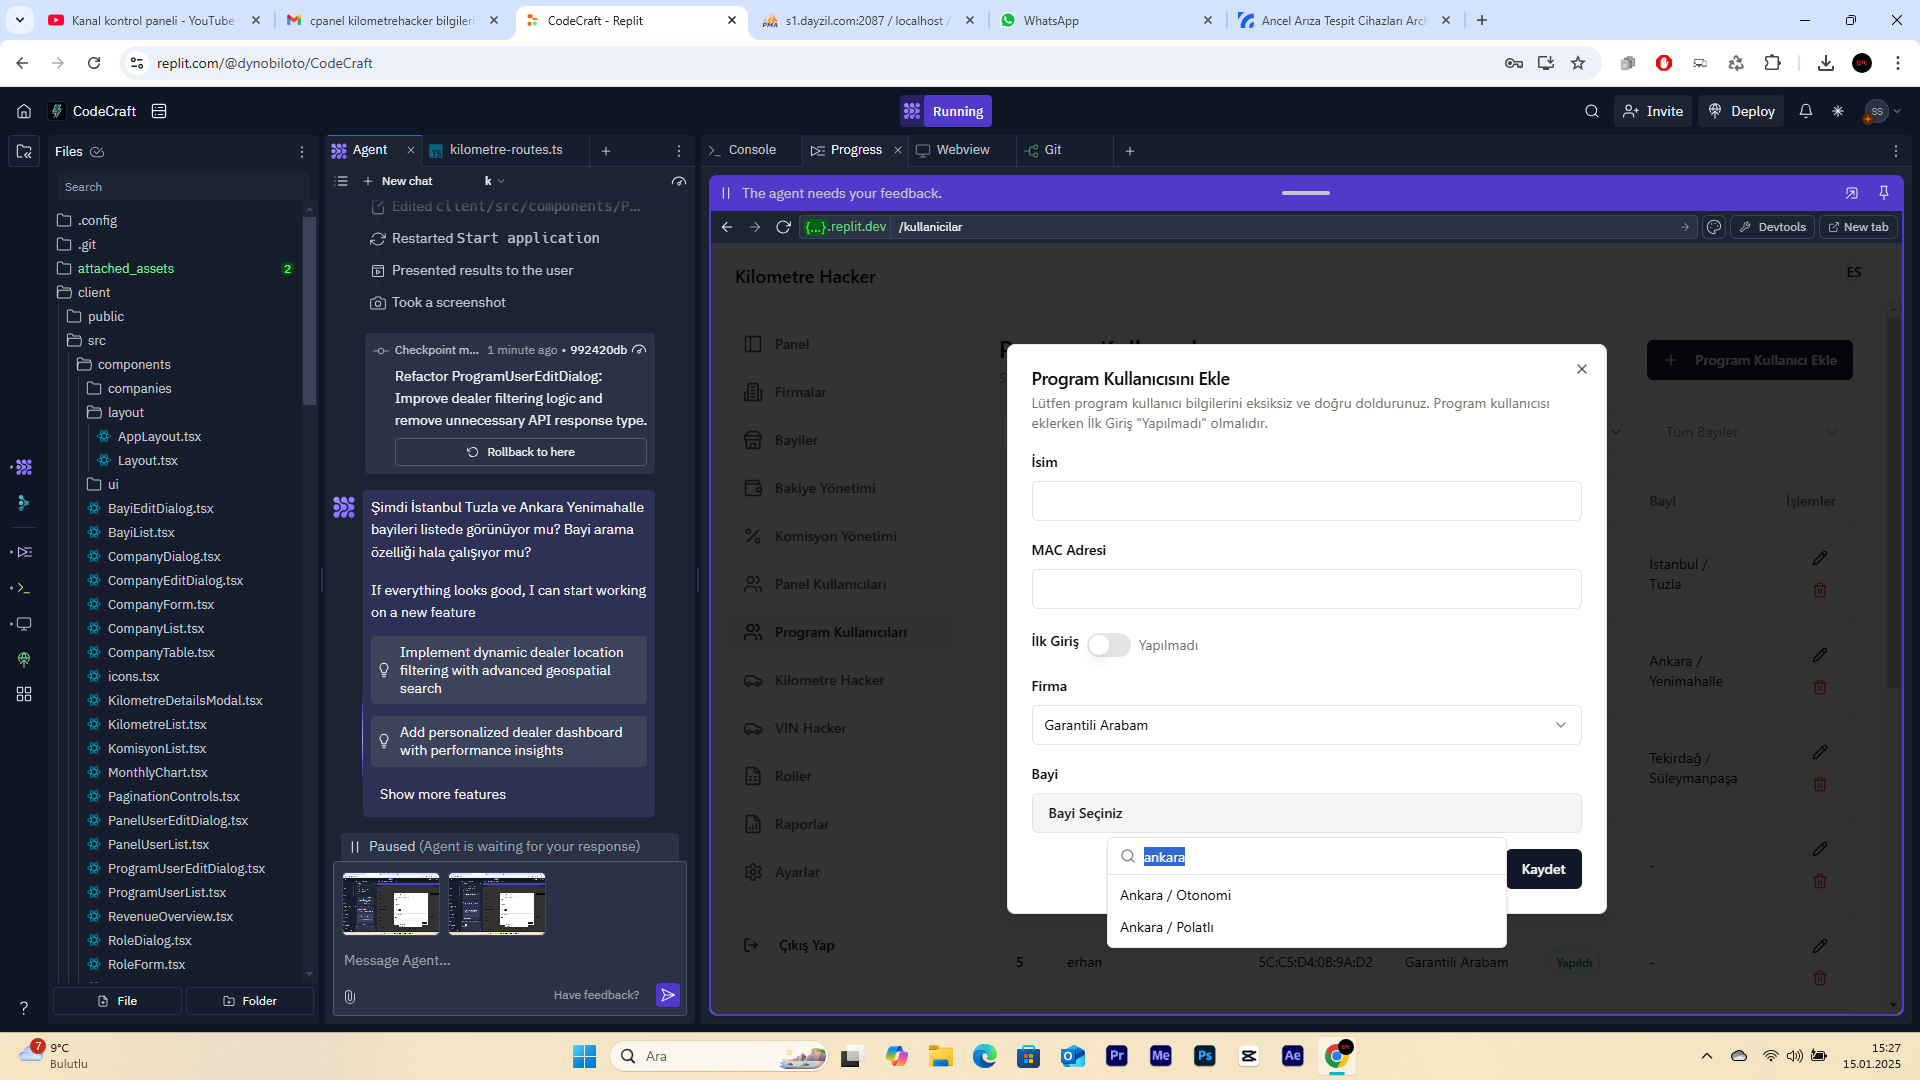 Kanal kontrol paneli - YouTube
cpanel kilometrehacker bilgileri
CodeCraft - Replit
s1.dayzil.com:2087 / localhost /
WhatsApp
Ancel Arıza Tespit Cihazları Arch
replit.com/@dynobiloto/CodeCraft
CodeCraft
Running
Invite
Deploy
SS
Files
Search
.config
.git
attached_assets
2
client
public
src
components
companies
layout
AppLayout.tsx
Layout.tsx
ui
BayiEditDialog.tsx
BayiList.tsx
CompanyDialog.tsx
CompanyEditDialog.tsx
CompanyForm.tsx
CompanyList.tsx
CompanyTable.tsx
icons.tsx
KilometreDetailsModal.tsx
KilometreList.tsx
KomisyonList.tsx
MonthlyChart.tsx
PaginationControls.tsx
PanelUserEditDialog.tsx
PanelUserList.tsx
ProgramUserEditDialog.tsx
ProgramUserList.tsx
RevenueOverview.tsx
RoleDialog.tsx
RoleForm.tsx
File
Folder
Agent
kilometre-routes.ts
New chat
k
Edited client/src/components/P...
Restarted Start application
Presented results to the user
Took a screenshot
Checkpoint m... 1 minute ago • 992420db
Refactor ProgramUserEditDialog:
Improve dealer filtering logic and
remove unnecessary API response type.
Rollback to here
Şimdi İstanbul Tuzla ve Ankara Yenimahalle
bayileri listede görünüyor mu? Bayi arama
özelliği hala çalışıyor mu?
If everything looks good, I can start working
on a new feature
Implement dynamic dealer location
filtering with advanced geospatial
search
Add personalized dealer dashboard
with performance insights
Show more features
Paused (Agent is waiting for your response)
Message Agent...
Have feedback?
Console
Progress
Webview
Git
The agent needs your feedback.
{...}.replit.dev
/kullanicilar
Devtools
New tab
Kilometre Hacker
ES
Panel
Firmalar
Bayiler
Bakiye Yönetimi
Komisyon Yönetimi
Panel Kullanıcıları
Program Kullanıcıları
Kilometre Hacker
VIN Hacker
Roller
Raporlar
Ayarlar
Çıkış Yap
Program Kullanıcı Ekle
Tüm Bayiler
Bayi
İşlemler
İstanbul /
Tuzla
Ankara /
Yenimahalle
Tekirdağ /
Süleymanpaşa
-
5
erhan
5C:C5:D4:0B:9A:D2
Garantili Arabam
Yapıldı
-
Program Kullanıcısını Ekle
Lütfen program kullanıcı bilgilerini eksiksiz ve doğru doldurunuz. Program kullanıcısı
eklerken İlk Giriş "Yapılmadı" olmalıdır.
İsim
MAC Adresi
İlk Giriş
Yapılmadı
Firma
Garantili Arabam
Bayi
Bayi Seçiniz
ankara
Ankara / Otonomi
Ankara / Polatlı
Kaydet
7
9°C
Bulutlu
Ara
Pr
Me
Ps
Ae
15:27
15.01.2025